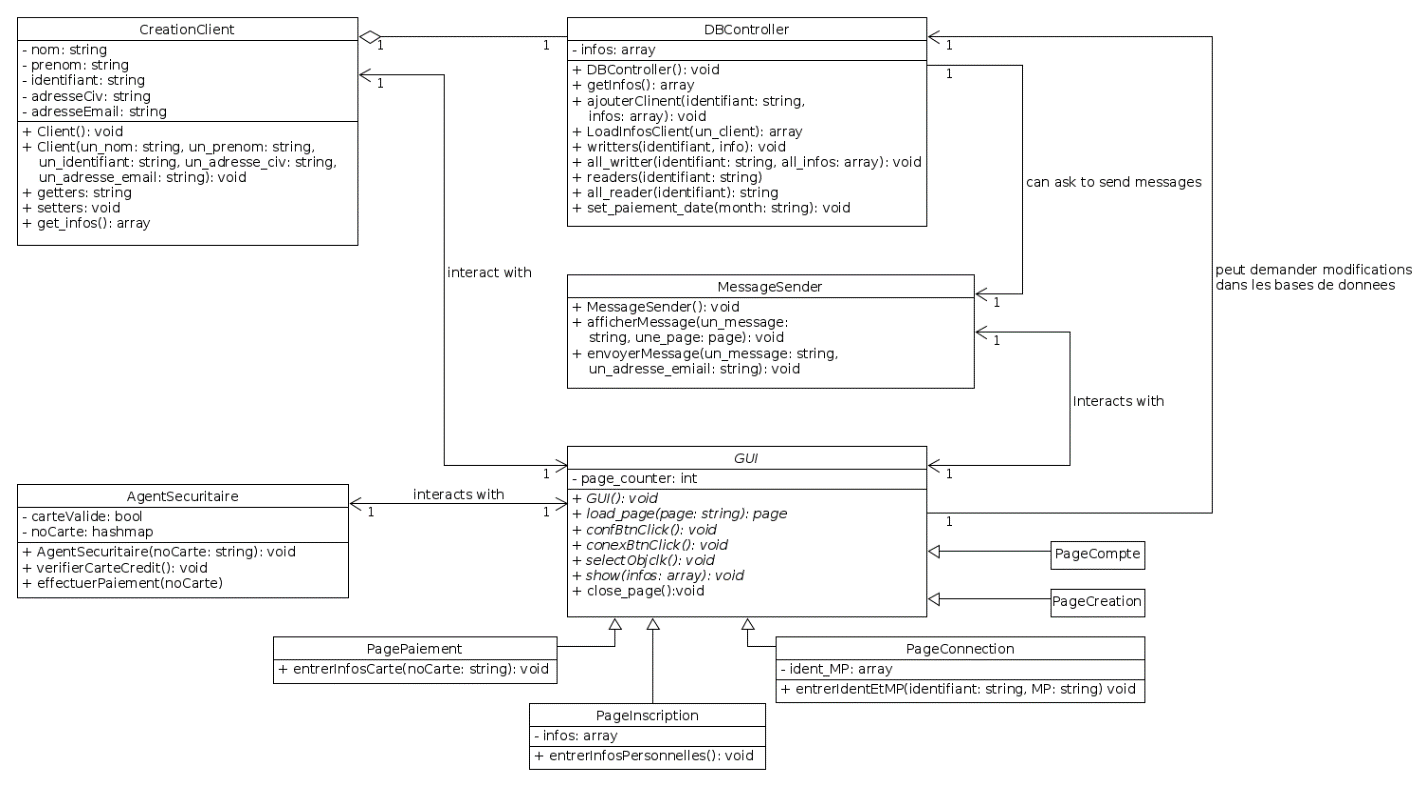 CreationClient
- nom: string
- prenom: string
- identifiant: string
- adresseCiv: string
- adresseEmail: string
+ Client(): void
+ Client(un_nom: string, un_prenom: string,
un_identifiant: string, un_adresse_civ: string,
un_adresse_email: string): void
+ getters: string
+ setters: void
+ get_infos(): array
1
1
1
DBController
- infos: array
+ DBController(): void
+ getInfos(): array
+ ajouterClinent(identifiant: string,
infos: array): void
+ LoadInfosClient(un_client): array
+ writters(identifiant, info): void
+ all_writter(identifiant: string, all_infos: array): void
+ readers(identifiant: string)
+ all_reader(identifiant): string
+ set_paiement_date(month: string): void
1
1
can ask to send messages
interact with
peut demander modifications
dans les bases de donnees
MessageSender
+ MessageSender(): void
+ afficherMessage(un_message:
string, une_page: page): void
+ envoyerMessage(un_message: string,
un_adresse_emiail: string): void
1
1
Interacts with
GUI
- page_counter: int
+ GUI(): void
+ load_page(page: string): page
+ confBtnClick(): void
+ conexBtnClick(): void
+ selectObjclk(): void
+ show(infos: array): void
+ close_page():void
1
1
1
1
interacts with
1
AgentSecuritaire
- carteValide: bool
- noCarte: hashmap
+ AgentSecuritaire(noCarte: string): void
+ verifierCarteCredit(): void
+ effectuerPaiement(noCarte)
PageCompte
PageCreation
PagePaiement
+ entrerInfosCarte(noCarte: string): void
PageConnection
- ident_MP: array
+ entrerIdentEtMP(identifiant: string, MP: string) void
PageInscription
- infos: array
+ entrerInfosPersonnelles(): void